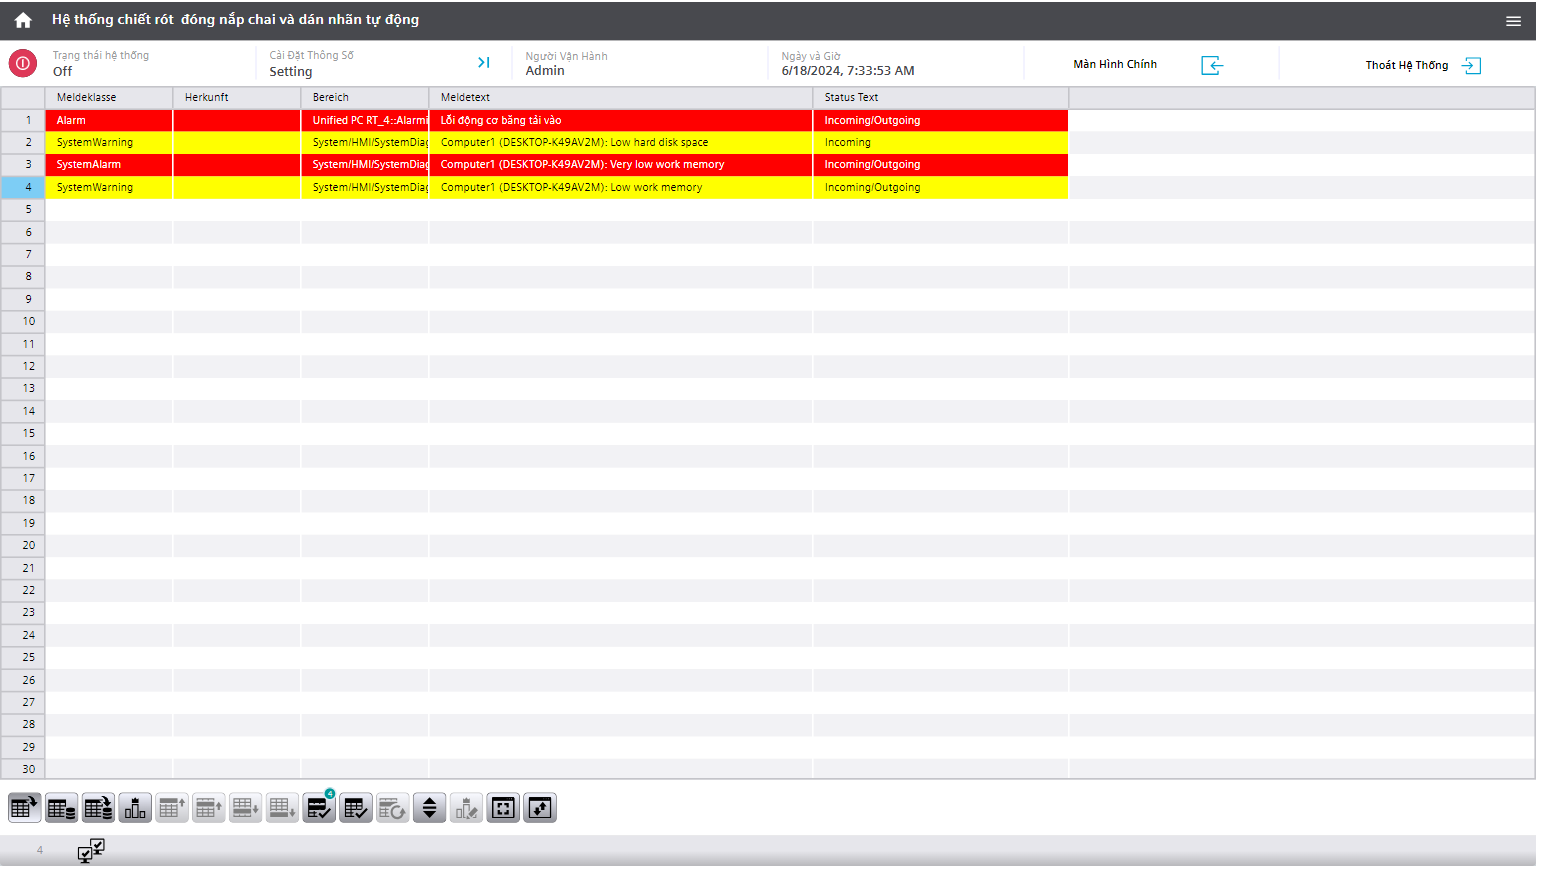 Hệ thống chiết rót đóng nắp chai và dán nhãn tự động
Trạng thái hệ thống
Off
Cài Đặt Thông Số
Setting
Người Vận Hành
Admin
Ngày và Giờ
6/18/2024, 7:33:53 AM
Màn Hình Chính
Thoát Hệ Thống
Meldeklasse Herkunft Bereich Meldetext Status Text
1 Alarm Unified PC RT_4::Alarmi Lỗi động cơ băng tải vào Incoming/Outgoing
2 SystemWarning System/HMI/SystemDiag Computer1 (DESKTOP-K49AV2M): Low hard disk space Incoming
3 SystemAlarm System/HMI/SystemDiag Computer1 (DESKTOP-K49AV2M): Very low work memory Incoming/Outgoing
4 SystemWarning System/HMI/SystemDiag Computer1 (DESKTOP-K49AV2M): Low work memory Incoming/Outgoing
5
6
7
8
9
10
11
12
13
14
15
16
17
18
19
20
21
22
23
24
25
26
27
28
29
30
4
4